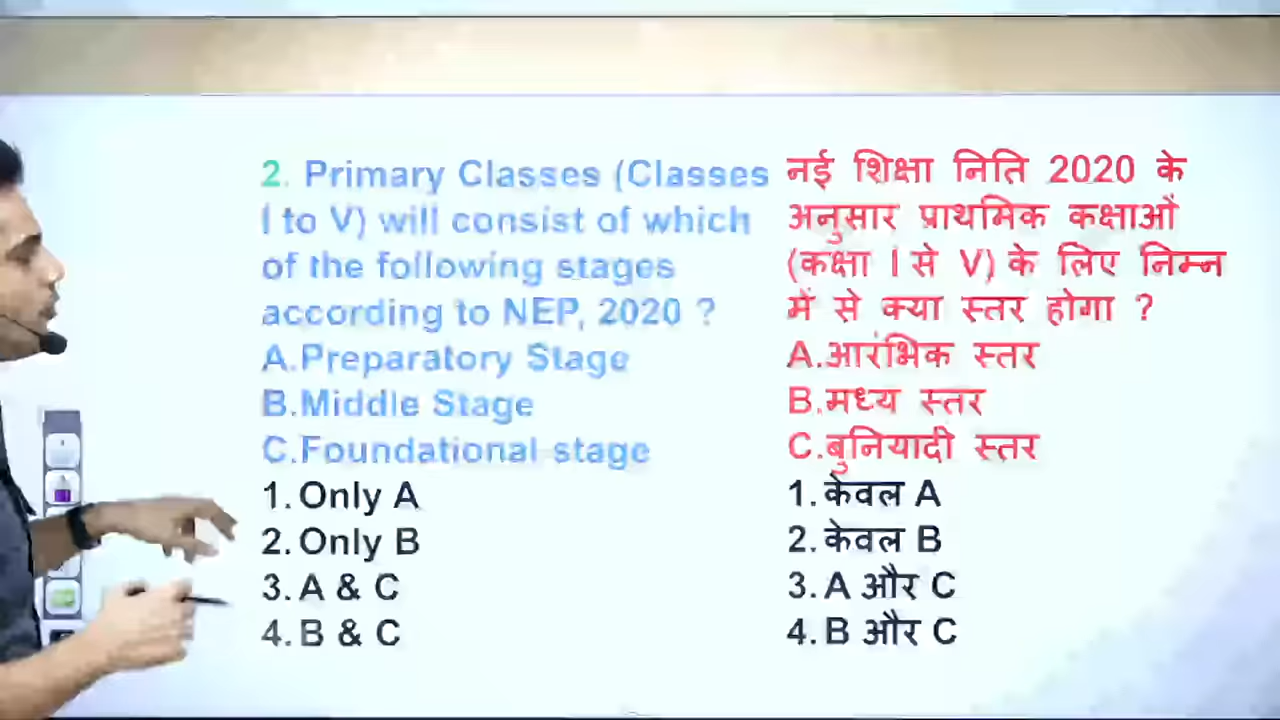 2. Primary Classes (Classes
I to V) will consist of which
of the following stages
according to NEP, 2020 ?
A.Preparatory Stage
B.Middle Stage
C.Foundational stage
1. Only A
2. Only B
3. A & C
4. B & C
नई शिक्षा निति 2020 के
अनुसार प्राथमिक कक्षाओं
(कक्षा I से V) के लिए निम्न
में से क्या स्तर होगा ?
A.आरंभिक स्तर
B.मध्य स्तर
C.बुनियादी स्तर
1. केवल A
2. केवल B
3. A और C
4. B और C